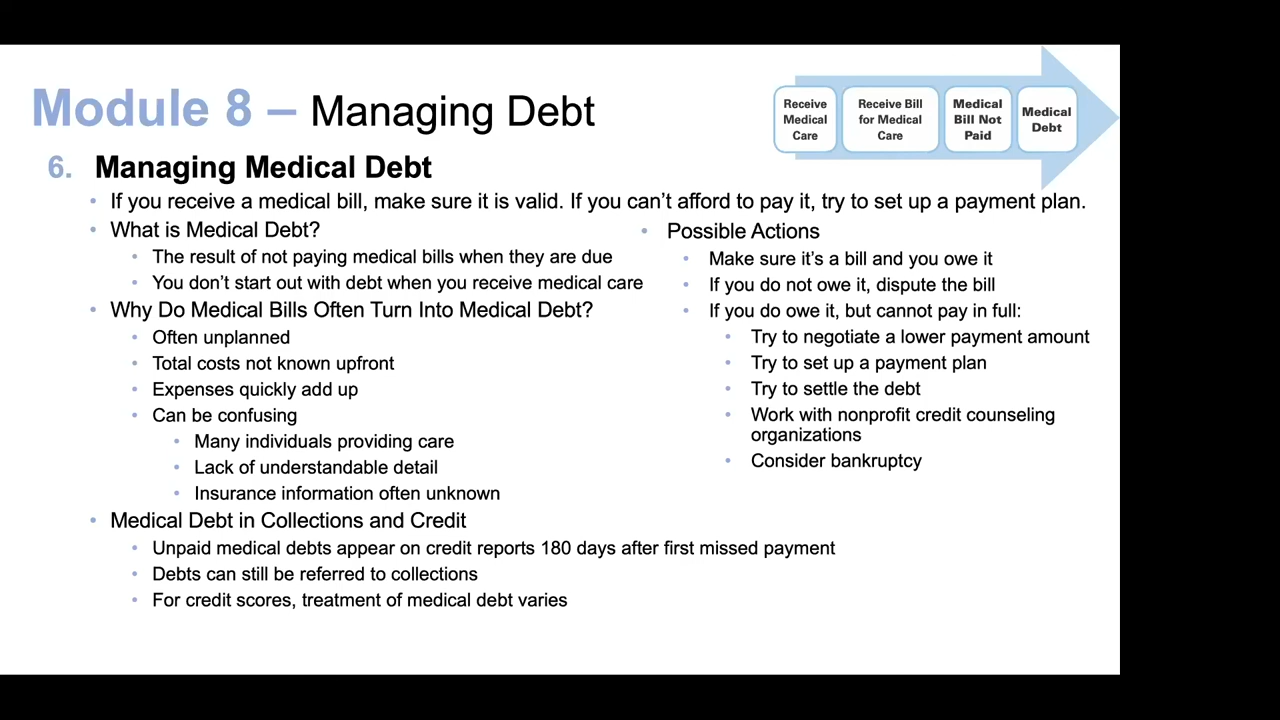 Module 8 – Managing Debt
Receive
Medical
Care
Receive Bill
for Medical
Care
Medical
Bill Not
Paid
Medical
Debt
6. Managing Medical Debt
• If you receive a medical bill, make sure it is valid. If you can’t afford to pay it, try to set up a payment plan.
• What is Medical Debt?
• The result of not paying medical bills when they are due
• You don’t start out with debt when you receive medical care
• Why Do Medical Bills Often Turn Into Medical Debt?
• Often unplanned
• Total costs not known upfront
• Expenses quickly add up
• Can be confusing
• Many individuals providing care
• Lack of understandable detail
• Insurance information often unknown
• Medical Debt in Collections and Credit
• Unpaid medical debts appear on credit reports 180 days after first missed payment
• Debts can still be referred to collections
• For credit scores, treatment of medical debt varies
• Possible Actions
• Make sure it’s a bill and you owe it
• If you do not owe it, dispute the bill
• If you do owe it, but cannot pay in full:
• Try to negotiate a lower payment amount
• Try to set up a payment plan
• Try to settle the debt
• Work with nonprofit credit counseling
organizations
• Consider bankruptcy